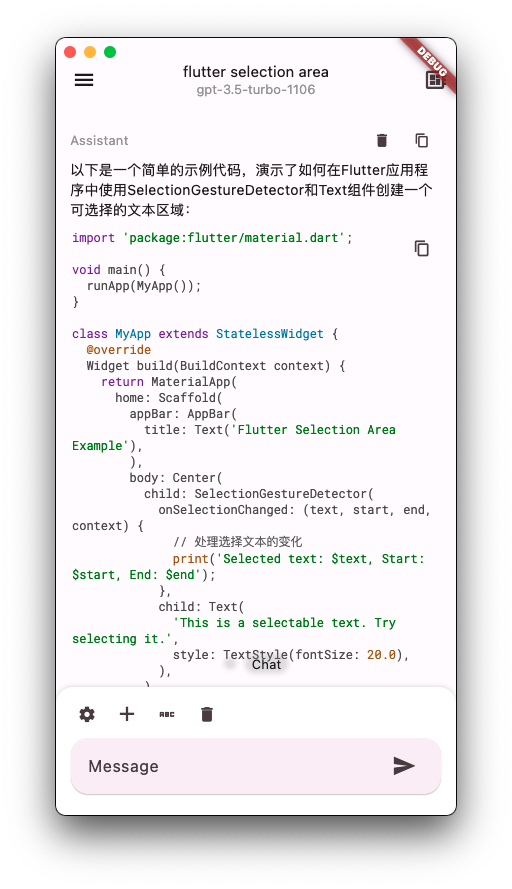 DEBUG
flutter selection area
gpt-3.5-turbo-1106
Assistant
以下是一个简单的示例代码，演示了如何在Flutter应用程
序中使用SelectionGestureDetector和Text组件创建一个
可选择的文本区域：
import 'package:flutter/material.dart';
void main() {
  runApp(MyApp());
}
class MyApp extends StatelessWidget {
  @override
  Widget build(BuildContext context) {
    return MaterialApp(
      home: Scaffold(
        appBar: AppBar(
          title: Text('Flutter Selection Area
Example'),
        ),
        body: Center(
          child: SelectionGestureDetector(
            onSelectionChanged: (text, start, end,
context) {
              // 处理选择文本的变化
              print('Selected text: $text, Start:
$start, End: $end');
            },
            child: Text(
              'This is a selectable text. Try
selecting it.',
              style: TextStyle(fontSize: 20.0),
            ),
Chat
          )
ABC
Message